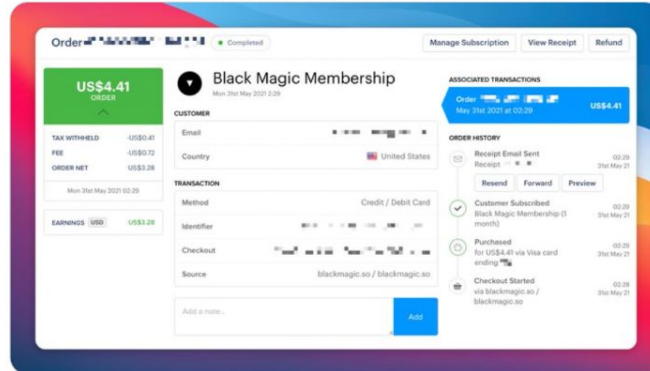 Order
Completed
Manage Subscription
View Receipt
Refund
US$4.41
ORDER
TAX WITHHELD -US$0.41
FEE -US$0.72
ORDER NET US$3.28
Mon 31st May 2021 02:29
EARNINGS USD US$3.28
Black Magic Membership
Mon 31st May 2021 2:29
CUSTOMER
Email
Country United States
TRANSACTION
Method Credit / Debit Card
Identifier
Checkout
Source blackmagic.so / blackmagic.so
Add a note...
Add
ASSOCIATED TRANSACTIONS
Order
May 31st 2021 at 02:29 US$4.41
ORDER HISTORY
Receipt Email Sent 02:29
Receipt 31st May 21
Resend Forward Preview
Customer Subscribed 02:29
Black Magic Membership (1 31st May 21
month)
Purchased 02:29
for US$4.41 via Visa card 31st May 21
ending
Checkout Started 02:28
via blackmagic.so / 31st May 21
blackmagic.so